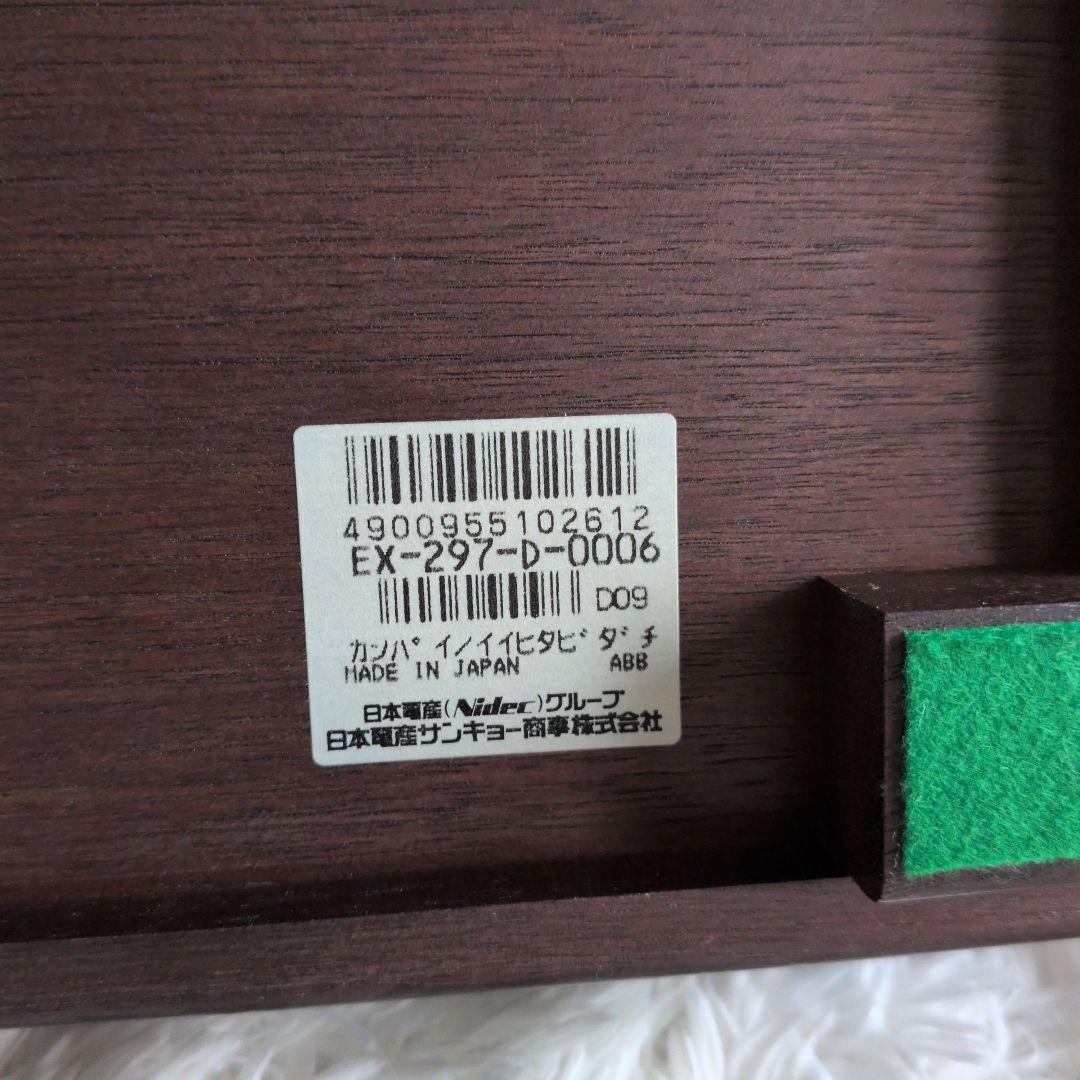 4900955102612
EX-297-D-0006
D09
カンパイノイイヒタビダチ
MADE IN JAPAN ABB
日本電産(Nidec)グループ
日本電産サンキョー商事株式会社